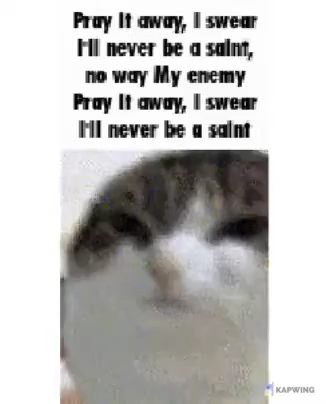 Pray it away, I swear
I'll never be a saint,
no way My enemy
Pray it away, I swear
I'll never be a saint
KAPWING